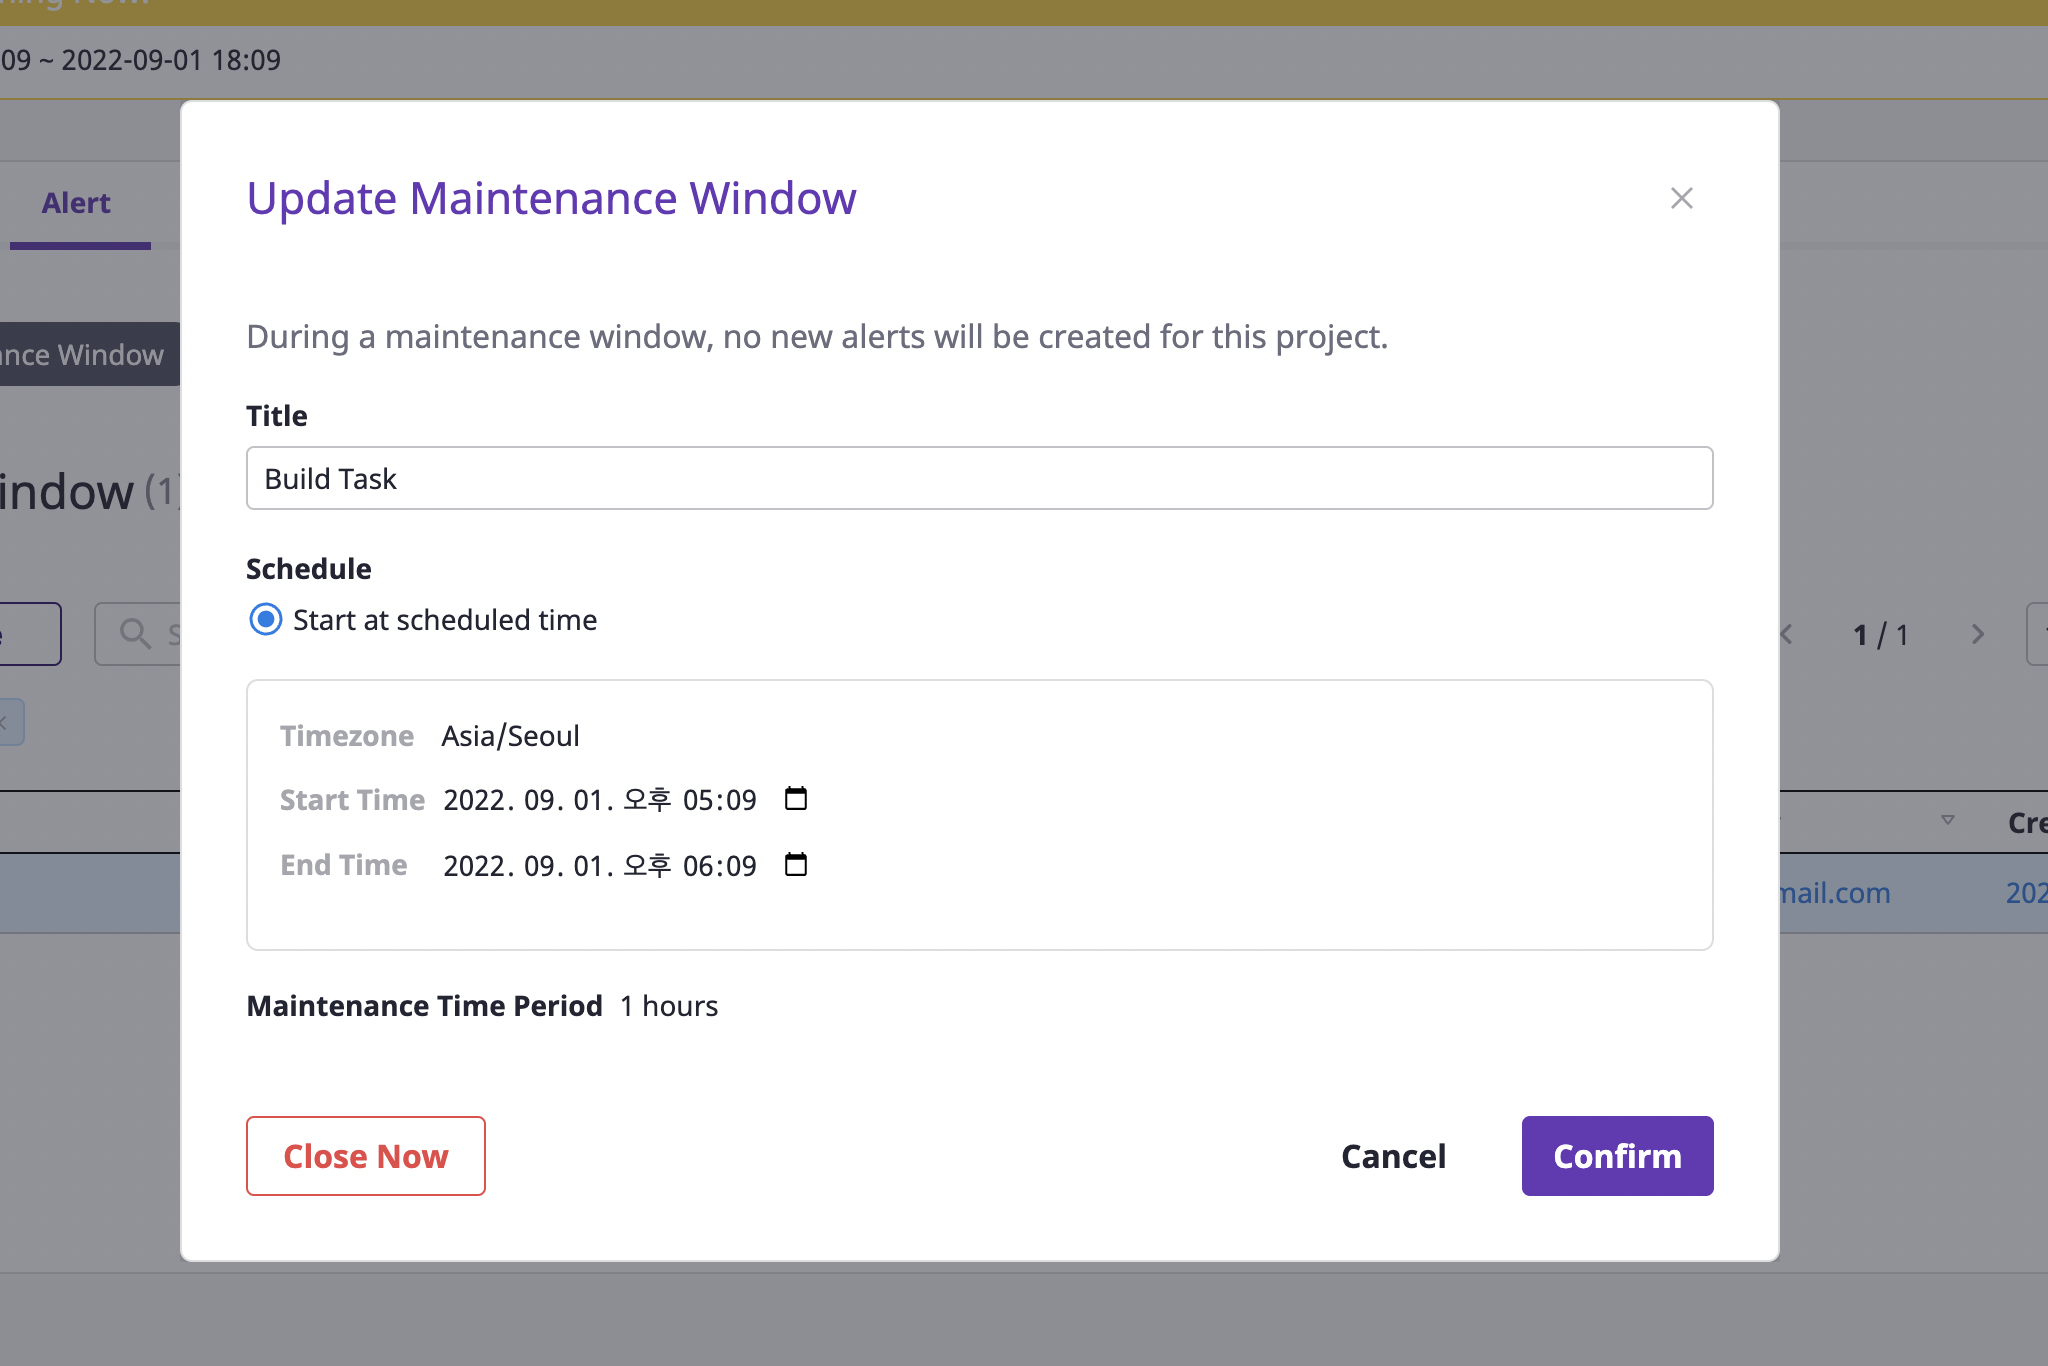 09 ~ 2022-09-01 18:09
Alert
Update Maintenance Window
During a maintenance window, no new alerts will be created for this project.
Window
Title
Build Task
indow (1)
Schedule
Start at scheduled time
1 / 1
Timezone Asia/Seoul
Start Time 2022. 09. 01. 오후 05:09
End Time 2022. 09. 01. 오후 06:09
Cre
mail.com 202
Maintenance Time Period 1 hours
Close Now Cancel Confirm